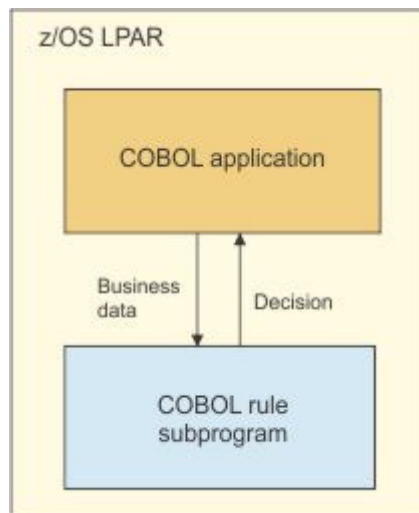 z/OS LPAR
COBOL application
Business
data
Decision
COBOL rule
subprogram